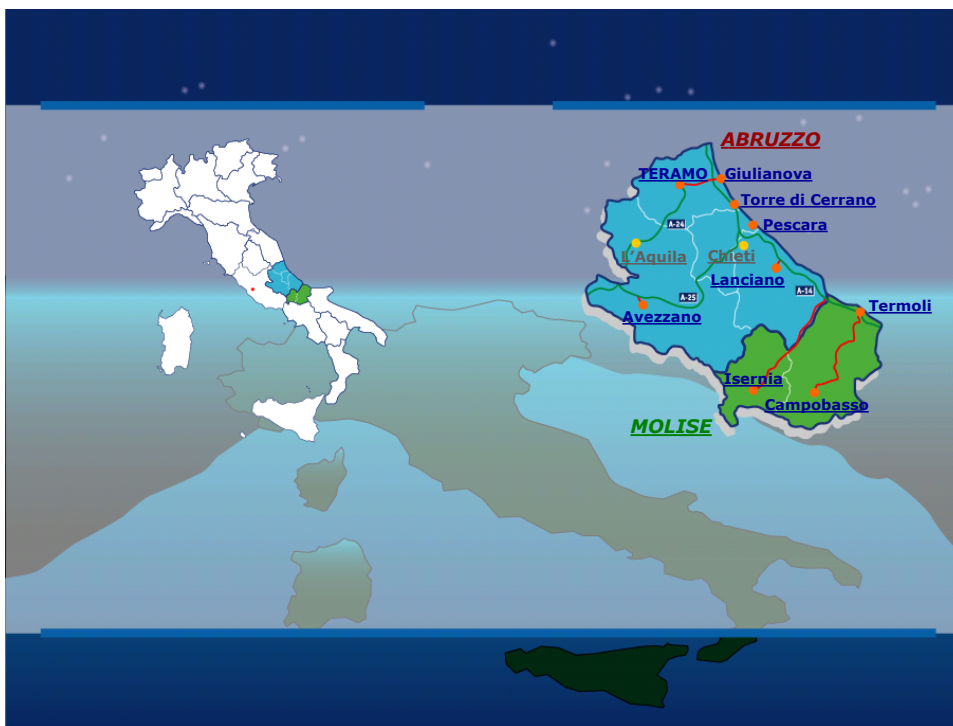 ABRUZZO
TERAMO
Giulianova
Torre di Cerrano
A-24
Pescara
L'Aquila
Chieti
Lanciano
A-25
A-14
Avezzano
Termoli
Isernia
Campobasso
MOLISE